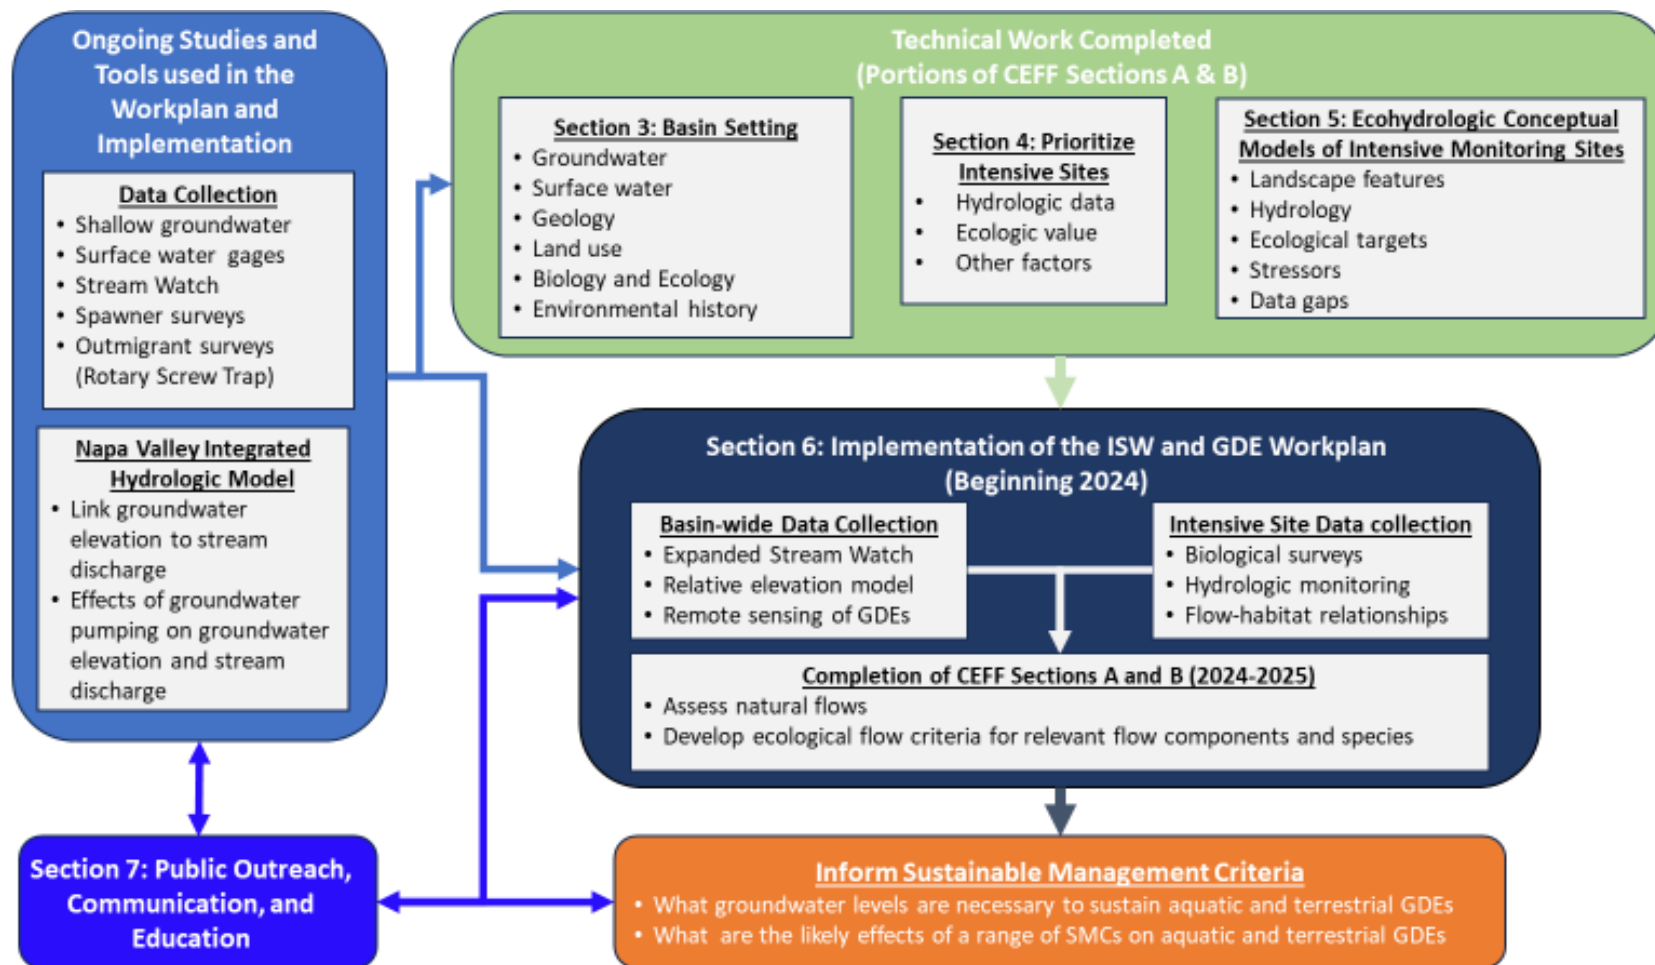 Ongoing Studies and
Tools used in the
Workplan and
Implementation
Data Collection
• Shallow groundwater
• Surface water gages
• Stream Watch
• Spawner surveys
• Outmigrant surveys
(Rotary Screw Trap)
Napa Valley Integrated
Hydrologic Model
• Link groundwater
elevation to stream
discharge
• Effects of groundwater
pumping on groundwater
elevation and stream
discharge
Technical Work Completed
(Portions of CEFF Sections A & B)
Section 3: Basin Setting
• Groundwater
• Surface water
• Geology
• Land use
• Biology and Ecology
• Environmental history
Section 4: Prioritize
Intensive Sites
• Hydrologic data
• Ecologic value
• Other factors
Section 5: Ecohydrologic Conceptual
Models of Intensive Monitoring Sites
• Landscape features
• Hydrology
• Ecological targets
• Stressors
• Data gaps
Section 6: Implementation of the ISW and GDE Workplan
(Beginning 2024)
Basin-wide Data Collection
• Expanded Stream Watch
• Relative elevation model
• Remote sensing of GDEs
Intensive Site Data collection
• Biological surveys
• Hydrologic monitoring
• Flow-habitat relationships
Completion of CEFF Sections A and B (2024-2025)
• Assess natural flows
• Develop ecological flow criteria for relevant flow components and species
Section 7: Public Outreach,
Communication, and
Education
Inform Sustainable Management Criteria
• What groundwater levels are necessary to sustain aquatic and terrestrial GDEs
• What are the likely effects of a range of SMCs on aquatic and terrestrial GDEs